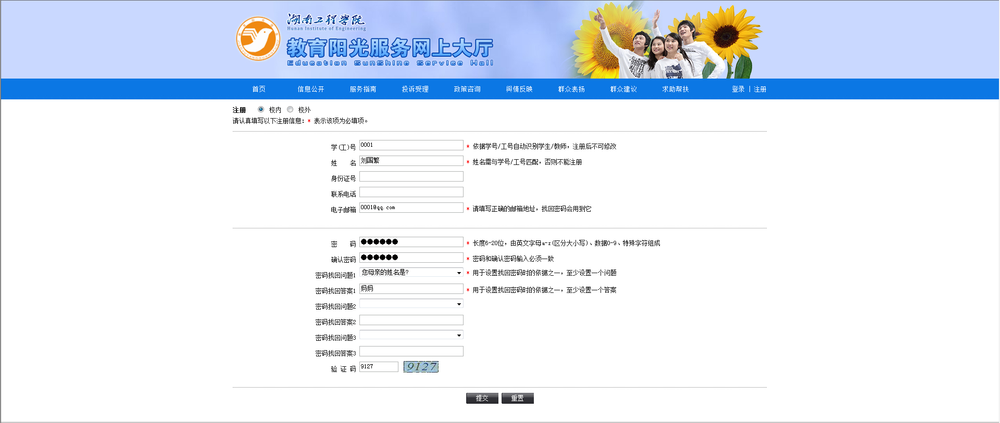 湖南工程学院
Hunan Institute of Engineering
教育阳光服务网上大厅
Education SunShine Service Hall
首页 信息公开 服务指南 投诉受理 政策咨询 舆情反映 群众表扬 群众建议 求助帮扶 登录 | 注册
注册 校内 校外
请认真填写以下注册信息：* 表示该项为必填项。
学(工)号 0001 * 依据学号/工号自动识别学生/教师，注册后不可修改
姓 名 刘国繁 * 姓名需与学号/工号匹配，否则不能注册
身份证号
联系电话
电子邮箱 0001@qq.com * 请填写正确的邮箱地址，找回密码会用到它
密 码 ●●●●●● * 长度6-20位，由英文字母a-z(区分大小写)、数据0-9、特殊字符组成
确认密码 ●●●●●● * 密码和确认密码输入必须一致
密码找回问题1 您母亲的姓名是? * 用于设置找回密码时的依据之一，至少设置一个问题
密码找回答案1 妈妈 * 用于设置找回密码时的依据之一，至少设置一个答案
密码找回问题2
密码找回答案2
密码找回问题3
密码找回答案3
验 证 码 9127 9127
提交 重置